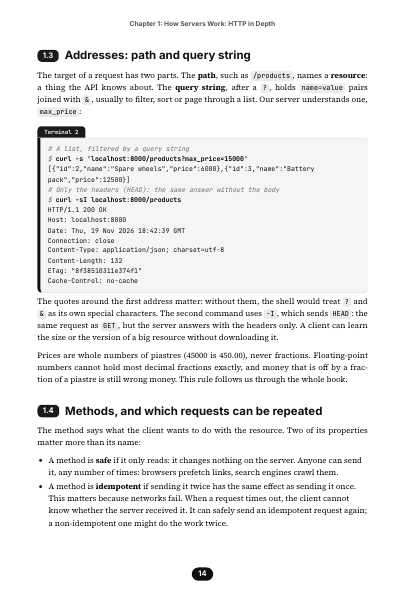 Chapter 1: How Servers Work: HTTP in Depth
1.3 Addresses: path and query string
The target of a request has two parts. The path, such as /products, names a resource:
a thing the API knows about. The query string, after a ?, holds name=value pairs
joined with &, usually to filter, sort or page through a list. Our server understands one,
max_price:
Terminal 2
# A list, filtered by a query string
$ curl -s 'localhost:8000/products?max_price=15000'
[{"id":2,"name":"Spare wheels","price":6000},{"id":3,"name":"Battery
pack","price":12500}]
# Only the headers (HEAD): the same answer without the body
$ curl -sI localhost:8000/products
HTTP/1.1 200 OK
Host: localhost:8000
Date: Thu, 19 Nov 2026 18:42:39 GMT
Connection: close
Content-Type: application/json; charset=utf-8
Content-Length: 132
ETag: "8f38510311e374f1"
Cache-Control: no-cache
The quotes around the first address matter: without them, the shell would treat ? and
& as its own special characters. The second command uses -I, which sends HEAD: the
same request as GET, but the server answers with the headers only. A client can learn
the size or the version of a big resource without downloading it.
Prices are whole numbers of piastres (45000 is 450.00), never fractions. Floating-point
numbers cannot hold most decimal fractions exactly, and money that is off by a frac-
tion of a piastre is still wrong money. This rule follows us through the whole book.
1.4 Methods, and which requests can be repeated
The method says what the client wants to do with the resource. Two of its properties
matter more than its name:
• A method is safe if it only reads: it changes nothing on the server. Anyone can send
it, any number of times: browsers prefetch links, search engines crawl them.
• A method is idempotent if sending it twice has the same effect as sending it once.
This matters because networks fail. When a request times out, the client cannot
know whether the server received it. It can safely send an idempotent request again;
a non-idempotent one might do the work twice.
14